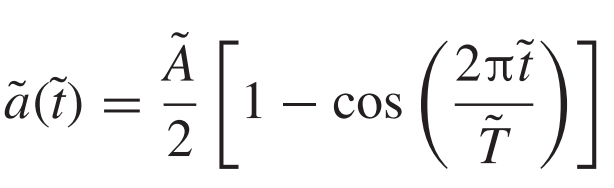 ã(t̃) = Ã/2 [1 − cos(2πt̃/T̃)]